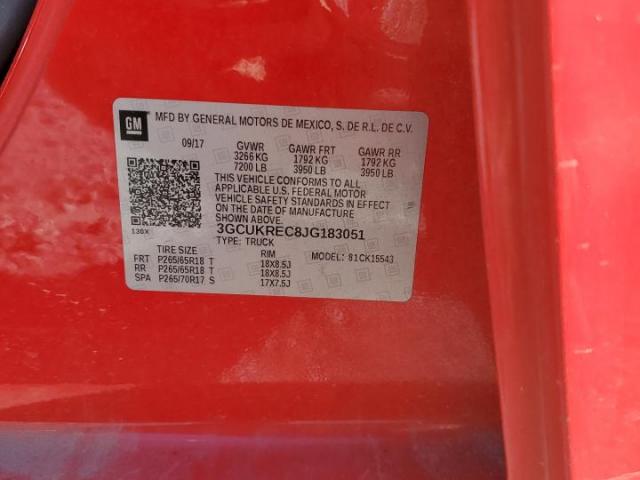 GM
MFD BY GENERAL MOTORS DE MEXICO, S. DE R.L. DE C.V.
09/17 GVWR GAWR FRT GAWR RR
3266 KG 1792 KG 1792 KG
7200 LB 3950 LB 3950 LB
THIS VEHICLE CONFORMS TO ALL
APPLICABLE U.S. FEDERAL MOTOR
VEHICLE SAFETY STANDARDS IN EFFECT
ON THE DATE OF MANUFACTURE
SHOWN ABOVE.
138X 3GCUKREC8JG183051
TYPE: TRUCK
TIRE SIZE RIM MODEL: 81CK15543
FRT P265/65R18 T 18X8.5J
RR P265/65R18 T 18X8.5J
SPA P265/70R17 S 17X7.5J